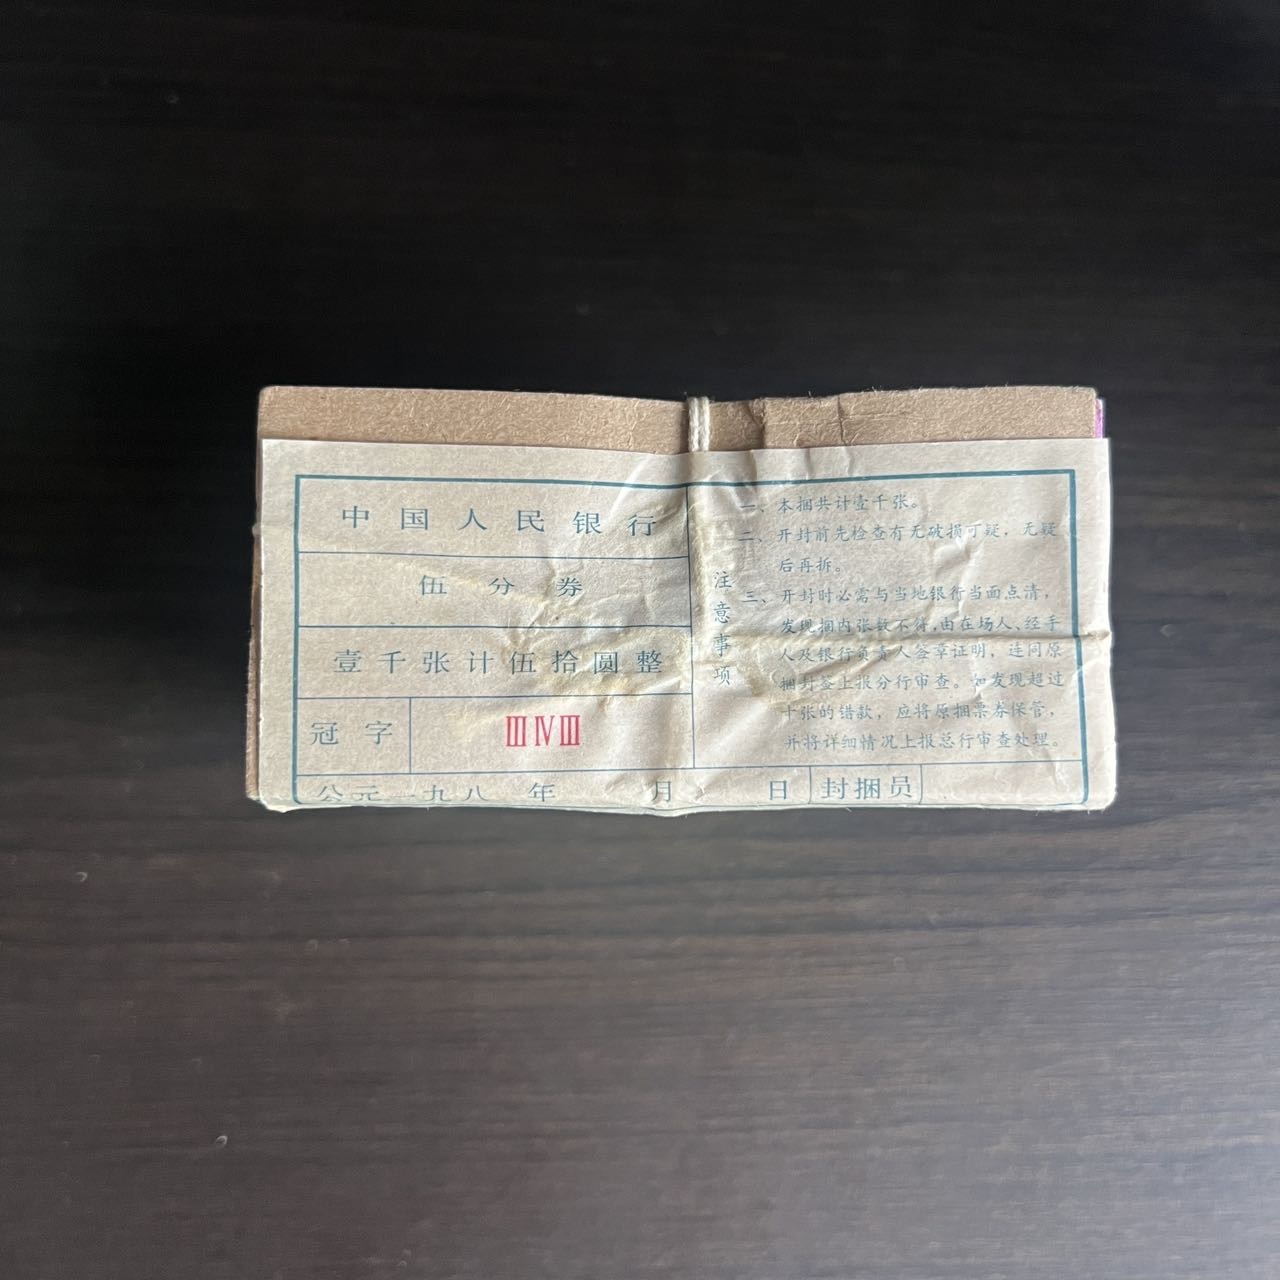 中国人民银行
伍分券
壹千张计伍拾圆整
冠字
ⅢⅣⅢ
注意事项
一、本捆共计壹千张。
二、开封前先检查有无破损可疑，无疑
后再拆。
三、开封时必需与当地银行当面点清，
发现捆内张数不符，由在场人、经手
人及银行负责人签章证明，连同原
捆封签上报分行审查。如发现超过
十张的错款，应将原捆票券保管，
并将详细情况上报总行审查处理。
公元一九八 年 月 日 封捆员